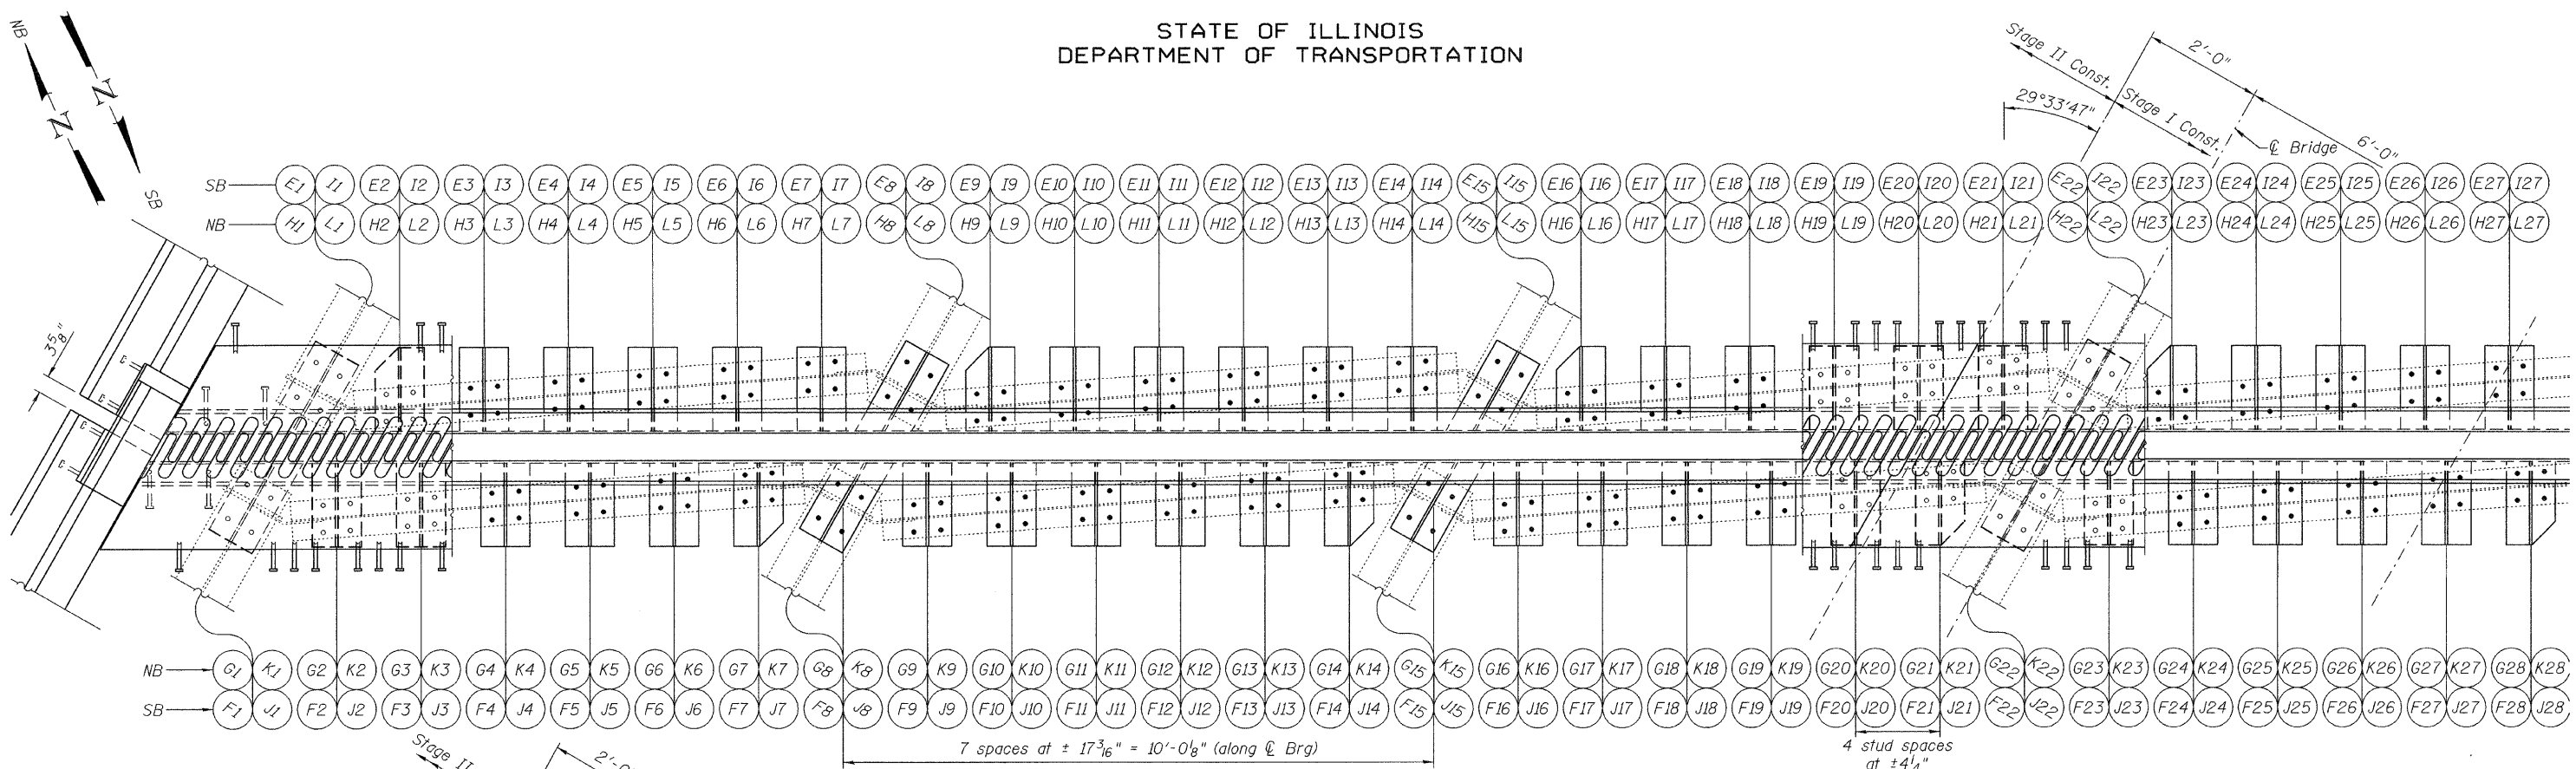 STATE OF ILLINOIS
DEPARTMENT OF TRANSPORTATION
NB
N
N
SB
Stage II Const.
Stage I Const.
2'-0"
29°33'47"
6'-0"
℄ Bridge
SB E1 I1 E2 I2 E3 I3 E4 I4 E5 I5 E6 I6 E7 I7 E8 I8 E9 I9 E10 I10 E11 I11 E12 I12 E13 I13 E14 I14 E15 I15 E16 I16 E17 I17 E18 I18 E19 I19 E20 I20 E21 I21 E22 I22 E23 I23 E24 I24 E25 I25 E26 I26 E27 I27
NB H1 L1 H2 L2 H3 L3 H4 L4 H5 L5 H6 L6 H7 L7 H8 L8 H9 L9 H10 L10 H11 L11 H12 L12 H13 L13 H14 L14 H15 L15 H16 L16 H17 L17 H18 L18 H19 L19 H20 L20 H21 L21 H22 L22 H23 L23 H24 L24 H25 L25 H26 L26 H27 L27
3 5/8"
NB G1 K1 G2 K2 G3 K3 G4 K4 G5 K5 G6 K6 G7 K7 G8 K8 G9 K9 G10 K10 G11 K11 G12 K12 G13 K13 G14 K14 G15 K15 G16 K16 G17 K17 G18 K18 G19 K19 G20 K20 G21 K21 G22 K22 G23 K23 G24 K24 G25 K25 G26 K26 G27 K27 G28 K28
SB F1 J1 F2 J2 F3 J3 F4 J4 F5 J5 F6 J6 F7 J7 F8 J8 F9 J9 F10 J10 F11 J11 F12 J12 F13 J13 F14 J14 F15 J15 F16 J16 F17 J17 F18 J18 F19 J19 F20 J20 F21 J21 F22 J22 F23 J23 F24 J24 F25 J25 F26 J26 F27 J27 F28 J28
Stage II
2'-0"
7 spaces at ± 17 3/16" = 10'-0 1/8" (along ℄ Brg)
4 stud spaces
at ±4 1/4"